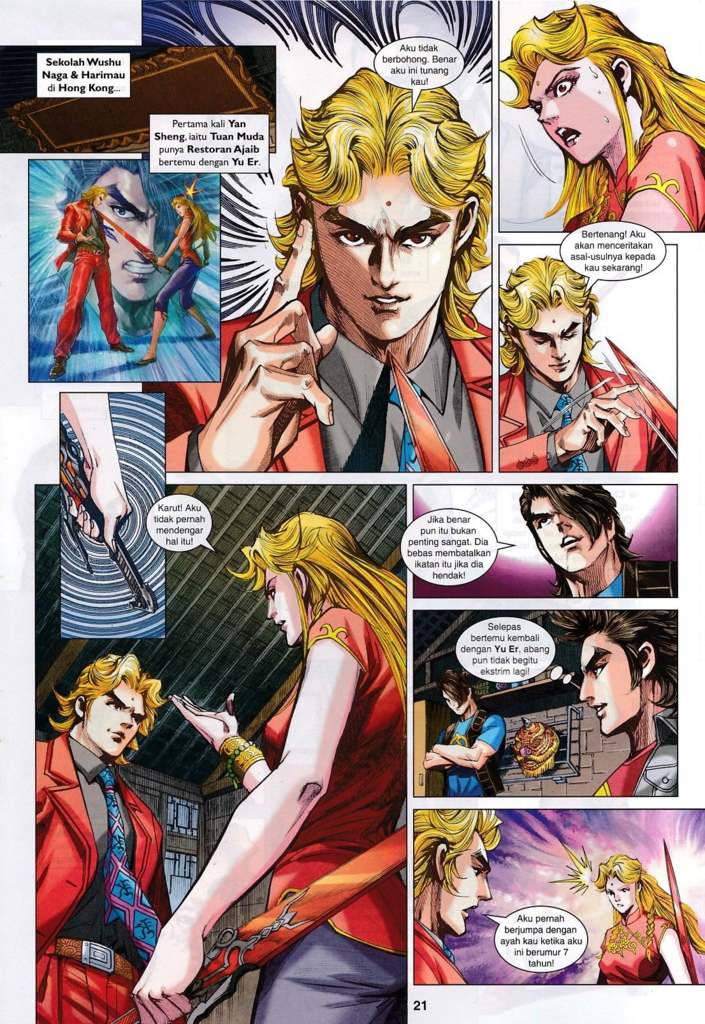 Sekolah Wushu
Naga & Harimau
di Hong Kong...
Pertama kali Yan
Sheng, iaitu Tuan Muda
punya Restoran Ajaib
bertemu dengan Yu Er.
Aku tidak
berbohong. Benar
aku ini tunang
kau!
Bertenang! Aku
akan menceritakan
asal-usulnya kepada
kau sekarang!
Karut! Aku
tidak pernah
mendengar
hal itu!
Jika benar
pun itu bukan
penting sangat. Dia
bebas membatalkan
ikatan itu jika dia
hendak!
Selepas
bertemu kembali
dengan Yu Er, abang
pun tidak begitu
ekstrim lagi!
Aku pernah
berjumpa dengan
ayah kau ketika aku
ini berumur 7
tahun!
21